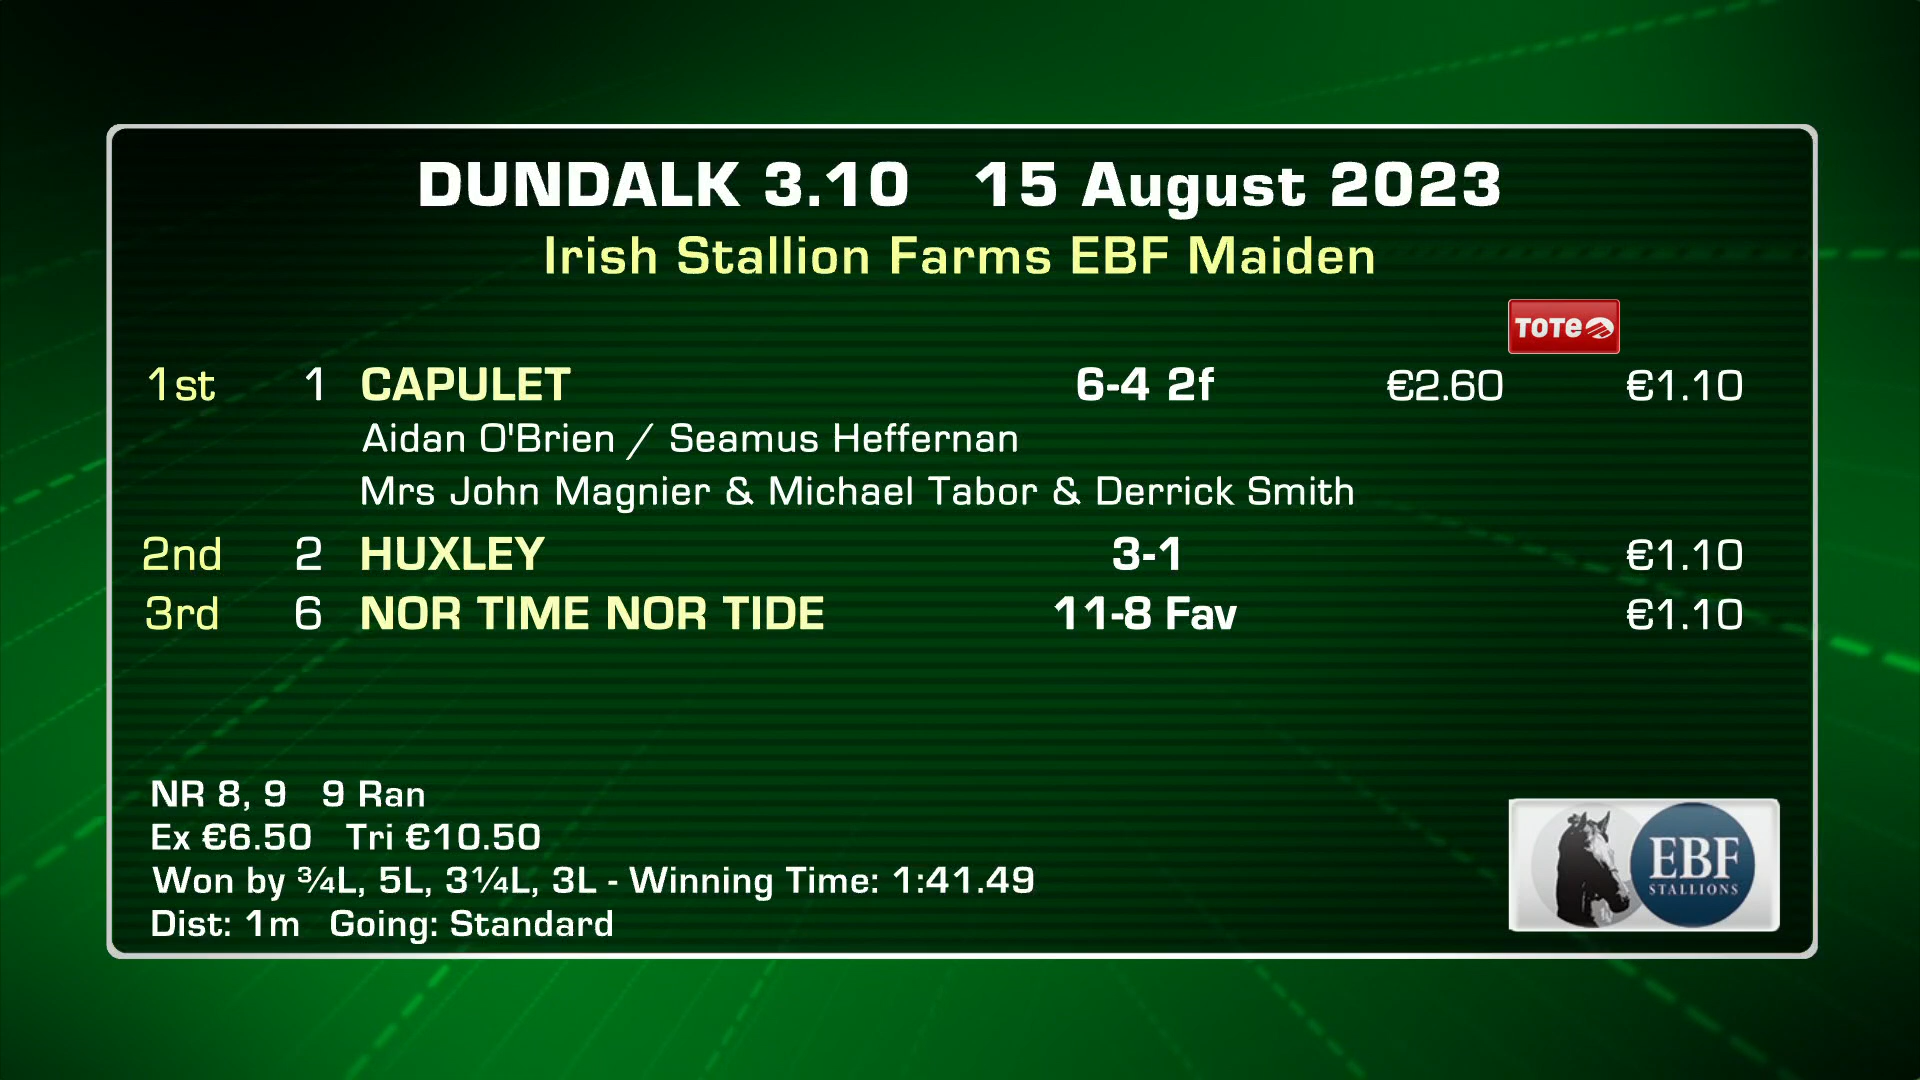 DUNDALK 3.10 15 August 2023
Irish Stallion Farms EBF Maiden
TOTE
1st 1 CAPULET 6-4 2f €2.60 €1.10
Aidan O'Brien / Seamus Heffernan
Mrs John Magnier & Michael Tabor & Derrick Smith
2nd 2 HUXLEY 3-1 €1.10
3rd 6 NOR TIME NOR TIDE 11-8 Fav €1.10
NR 8, 9 9 Ran
Ex €6.50 Tri €10.50
Won by ¾L, 5L, 3¼L, 3L - Winning Time: 1:41.49
Dist: 1m Going: Standard
EBF
STALLIONS